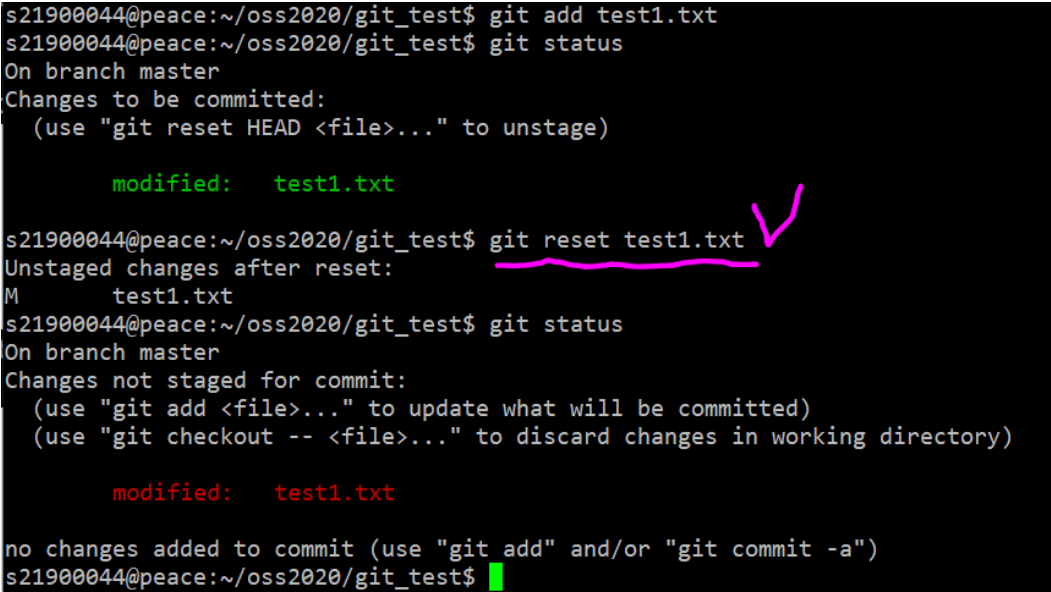 s21900044@peace:~/oss2020/git_test$ git add test1.txt
s21900044@peace:~/oss2020/git_test$ git status
On branch master
Changes to be committed:
  (use "git reset HEAD <file>..." to unstage)
        modified:   test1.txt
s21900044@peace:~/oss2020/git_test$ git reset test1.txt
Unstaged changes after reset:
M       test1.txt
s21900044@peace:~/oss2020/git_test$ git status
On branch master
Changes not staged for commit:
  (use "git add <file>..." to update what will be committed)
  (use "git checkout -- <file>..." to discard changes in working directory)
        modified:   test1.txt
no changes added to commit (use "git add" and/or "git commit -a")
s21900044@peace:~/oss2020/git_test$